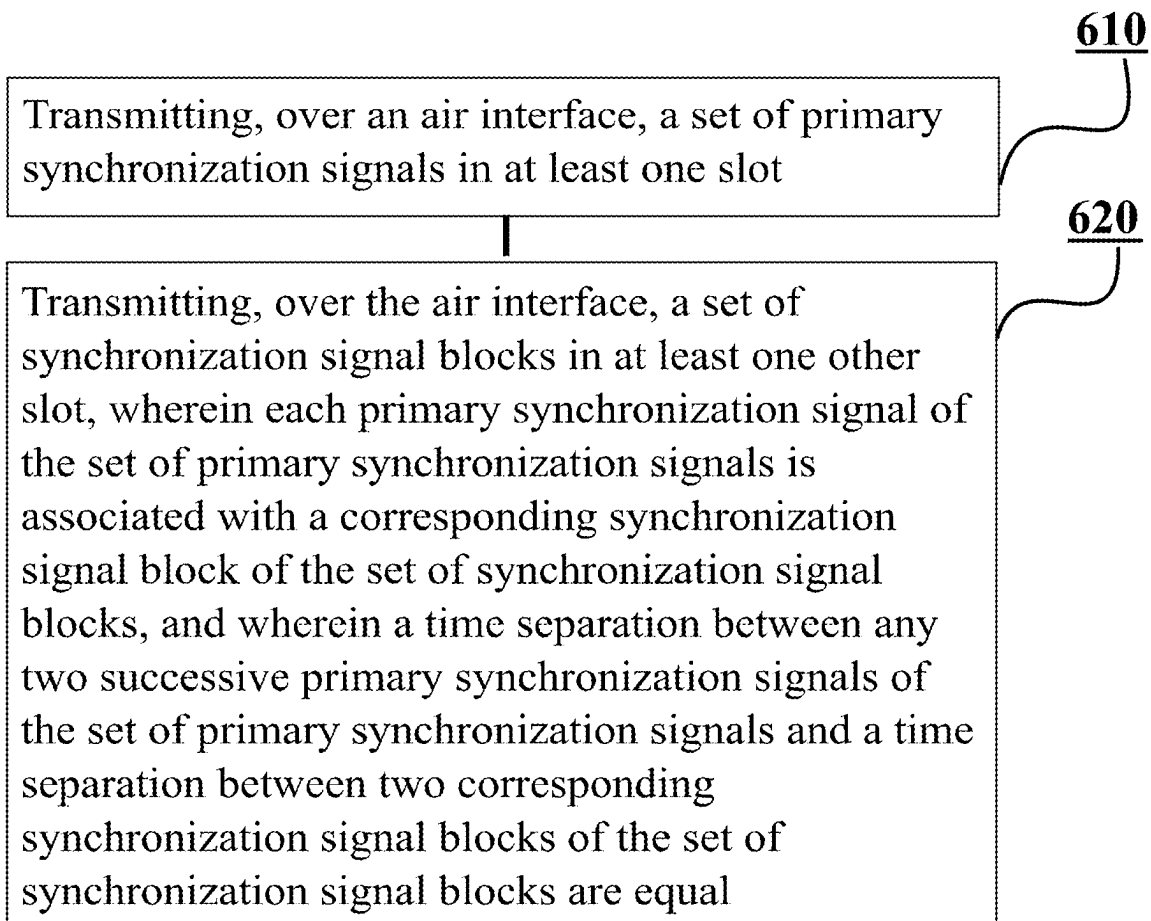 610
Transmitting, over an air interface, a set of primary
synchronization signals in at least one slot
620
Transmitting, over the air interface, a set of
synchronization signal blocks in at least one other
slot, wherein each primary synchronization signal of
the set of primary synchronization signals is
associated with a corresponding synchronization
signal block of the set of synchronization signal
blocks, and wherein a time separation between any
two successive primary synchronization signals of
the set of primary synchronization signals and a time
separation between two corresponding
synchronization signal blocks of the set of
synchronization signal blocks are equal